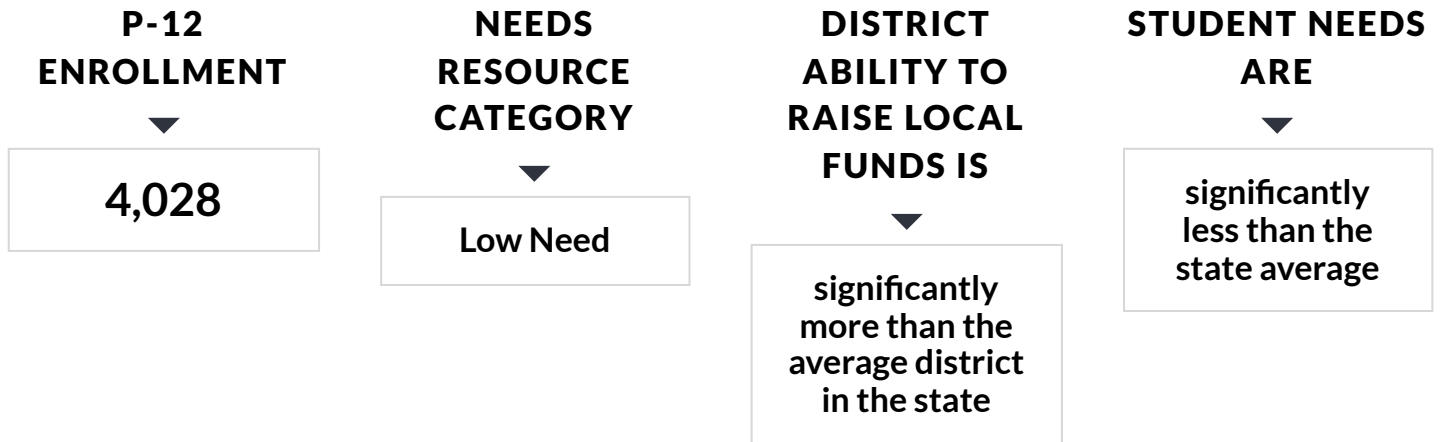 P-12
ENROLLMENT
4,028
NEEDS
RESOURCE
CATEGORY
Low Need
DISTRICT
ABILITY TO
RAISE LOCAL
FUNDS IS
significantly
more than the
average district
in the state
STUDENT NEEDS
ARE
significantly
less than the
state average